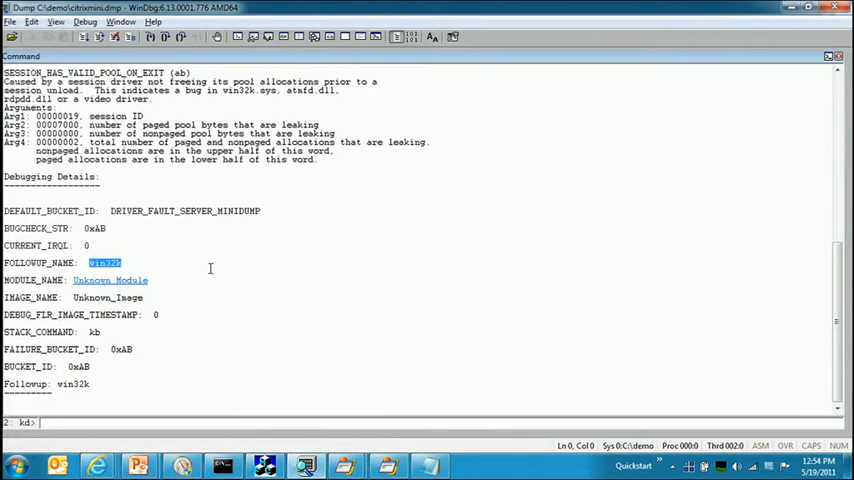 Dump C:\demo\citrixmini.dmp - WinDbg:6.13.0001.776 AMD64
File Edit View Debug Window Help
Command
SESSION_HAS_VALID_POOL_ON_EXIT (ab)
Caused by a session driver not freeing its pool allocations prior to a
session unload.  This indicates a bug in win32k.sys, atmfd.dll,
rdpdd.dll or a video driver.
Arguments:
Arg1: 00000019, session ID
Arg2: 00007000, number of paged pool bytes that are leaking
Arg3: 00000000, number of nonpaged pool bytes that are leaking
Arg4: 00000002, total number of paged and nonpaged allocations that are leaking.
nonpaged allocations are in the upper half of this word,
paged allocations are in the lower half of this word.
Debugging Details:
------------------
DEFAULT_BUCKET_ID:  DRIVER_FAULT_SERVER_MINIDUMP
BUGCHECK_STR:  0xAB
CURRENT_IRQL:  0
FOLLOWUP_NAME:  win32k
MODULE_NAME: Unknown_Module
IMAGE_NAME:  Unknown_Image
DEBUG_FLR_IMAGE_TIMESTAMP:  0
STACK_COMMAND:  kb
FAILURE_BUCKET_ID:  0xAB
BUCKET_ID:  0xAB
Followup: win32k
---------
2: kd>
Ln 0, Col 0 Sys 0:C:\demo Proc 000:0 Thrd 002:0 ASM OVR CAPS NUM
Quickstart » 12:54 PM
5/19/2011